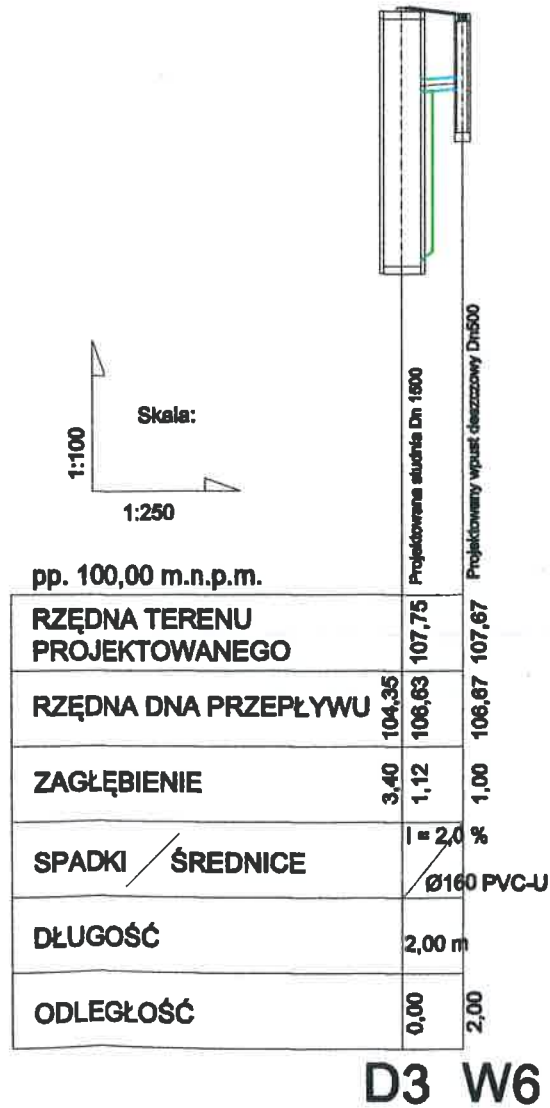 Projektowana studnia Dn 1500
Projektowany wpust deszczowy Dn500
Skala:
1:100
1:250
pp. 100,00 m.n.p.m.
RZĘDNA TERENU
PROJEKTOWANEGO
107,75
107,67
RZĘDNA DNA PRZEPŁYWU
104,35
106,63
106,67
ZAGŁĘBIENIE
3,40
1,12
1,00
SPADKI / ŚREDNICE
I = 2,0 %
Ø160 PVC-U
DŁUGOŚĆ
2,00 m
ODLEGŁOŚĆ
0,00
2,00
D3 W6